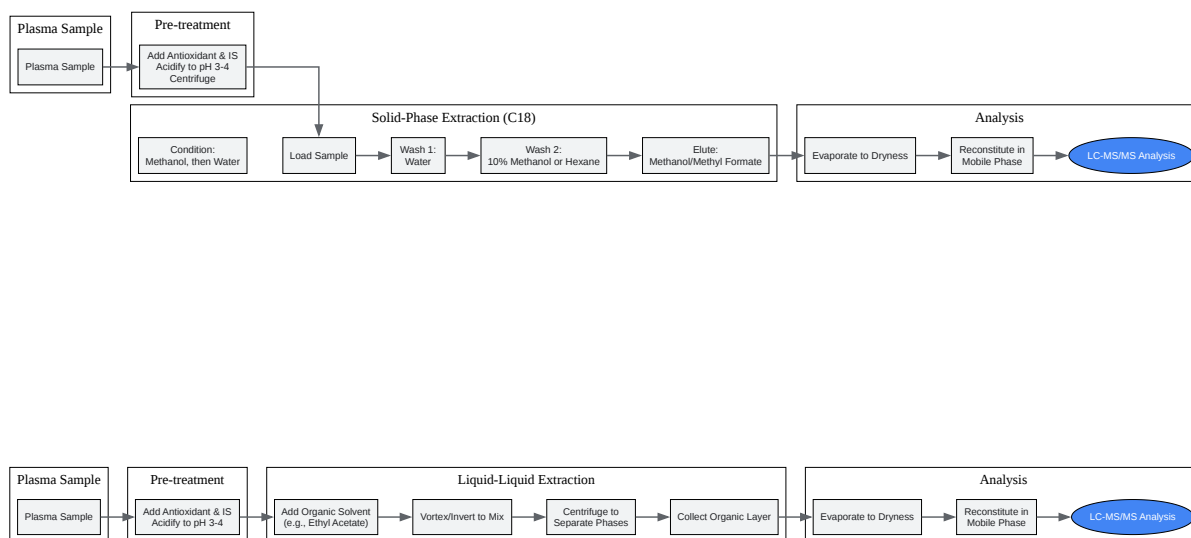 Plasma Sample
Plasma Sample
Pre-treatment
Add Antioxidant & IS
Acidify to pH 3-4
Centrifuge
Solid-Phase Extraction (C18)
Condition:
Methanol, then Water
Load Sample
Wash 1:
Water
Wash 2:
10% Methanol or Hexane
Elute:
Methanol/Methyl Formate
Analysis
Evaporate to Dryness
Reconstitute in
Mobile Phase
LC-MS/MS Analysis
Plasma Sample
Plasma Sample
Pre-treatment
Add Antioxidant & IS
Acidify to pH 3-4
Liquid-Liquid Extraction
Add Organic Solvent
(e.g., Ethyl Acetate)
Vortex/Invert to Mix
Centrifuge to
Separate Phases
Collect Organic Layer
Analysis
Evaporate to Dryness
Reconstitute in
Mobile Phase
LC-MS/MS Analysis